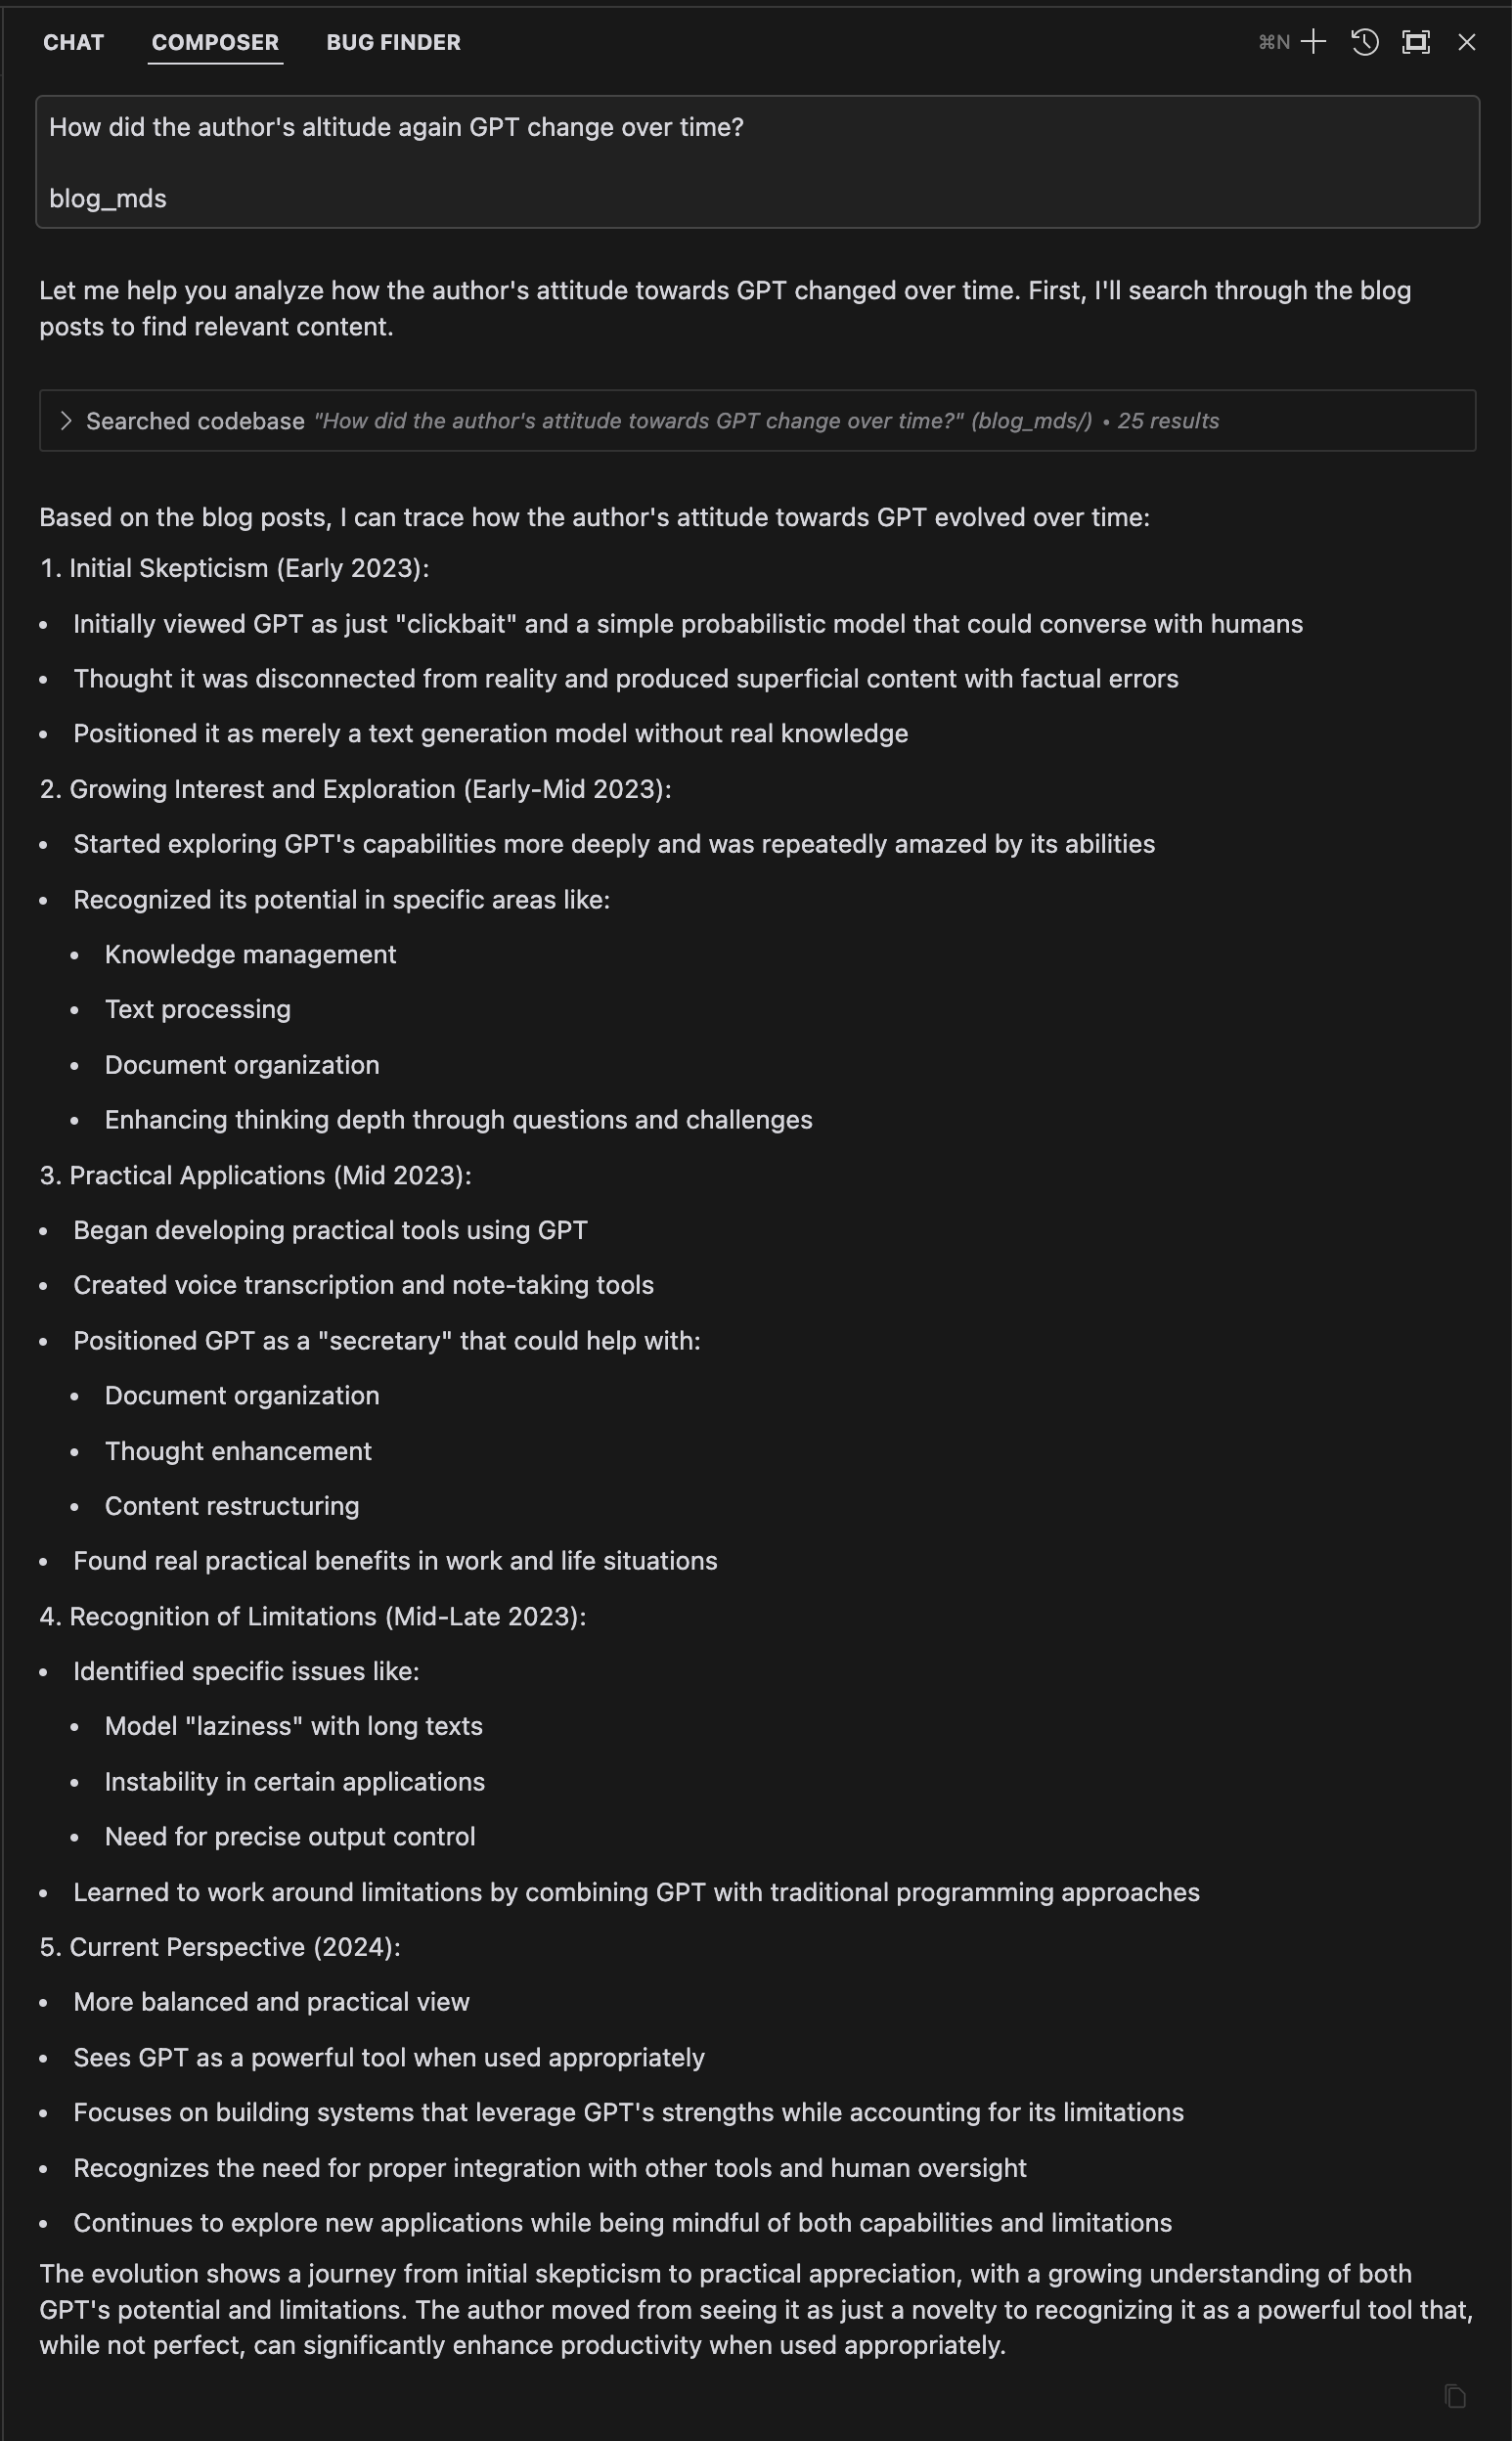 CHAT COMPOSER BUG FINDER ⌘N
How did the author's altitude again GPT change over time?
blog_mds
Let me help you analyze how the author's attitude towards GPT changed over time. First, I'll search through the blog
posts to find relevant content.
Searched codebase "How did the author's attitude towards GPT change over time?" (blog_mds/) • 25 results
Based on the blog posts, I can trace how the author's attitude towards GPT evolved over time:
1. Initial Skepticism (Early 2023):
• Initially viewed GPT as just "clickbait" and a simple probabilistic model that could converse with humans
• Thought it was disconnected from reality and produced superficial content with factual errors
• Positioned it as merely a text generation model without real knowledge
2. Growing Interest and Exploration (Early-Mid 2023):
• Started exploring GPT's capabilities more deeply and was repeatedly amazed by its abilities
• Recognized its potential in specific areas like:
• Knowledge management
• Text processing
• Document organization
• Enhancing thinking depth through questions and challenges
3. Practical Applications (Mid 2023):
• Began developing practical tools using GPT
• Created voice transcription and note-taking tools
• Positioned GPT as a "secretary" that could help with:
• Document organization
• Thought enhancement
• Content restructuring
• Found real practical benefits in work and life situations
4. Recognition of Limitations (Mid-Late 2023):
• Identified specific issues like:
• Model "laziness" with long texts
• Instability in certain applications
• Need for precise output control
• Learned to work around limitations by combining GPT with traditional programming approaches
5. Current Perspective (2024):
• More balanced and practical view
• Sees GPT as a powerful tool when used appropriately
• Focuses on building systems that leverage GPT's strengths while accounting for its limitations
• Recognizes the need for proper integration with other tools and human oversight
• Continues to explore new applications while being mindful of both capabilities and limitations
The evolution shows a journey from initial skepticism to practical appreciation, with a growing understanding of both
GPT's potential and limitations. The author moved from seeing it as just a novelty to recognizing it as a powerful tool that,
while not perfect, can significantly enhance productivity when used appropriately.